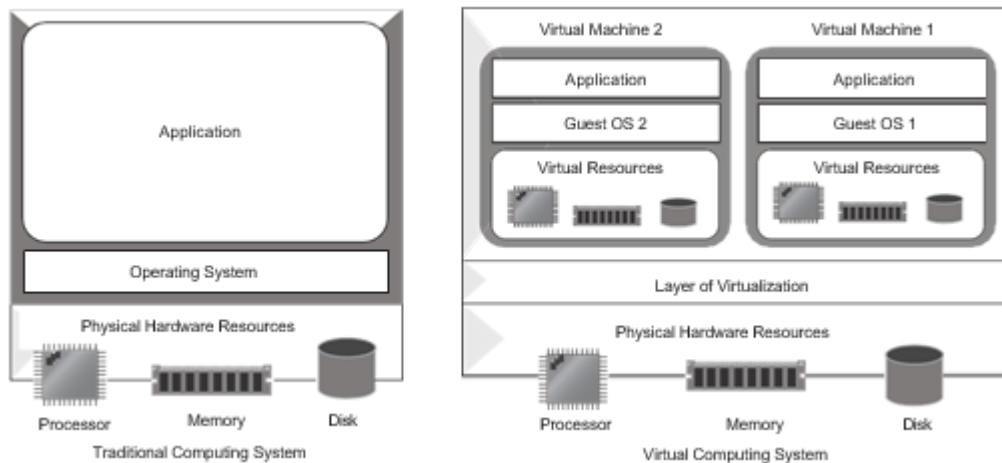 Application
Operating System
Physical Hardware Resources
Processor
Memory
Disk
Traditional Computing System
Virtual Machine 2
Application
Guest OS 2
Virtual Resources
Virtual Machine 1
Application
Guest OS 1
Virtual Resources
Layer of Virtualization
Physical Hardware Resources
Processor
Memory
Disk
Virtual Computing System